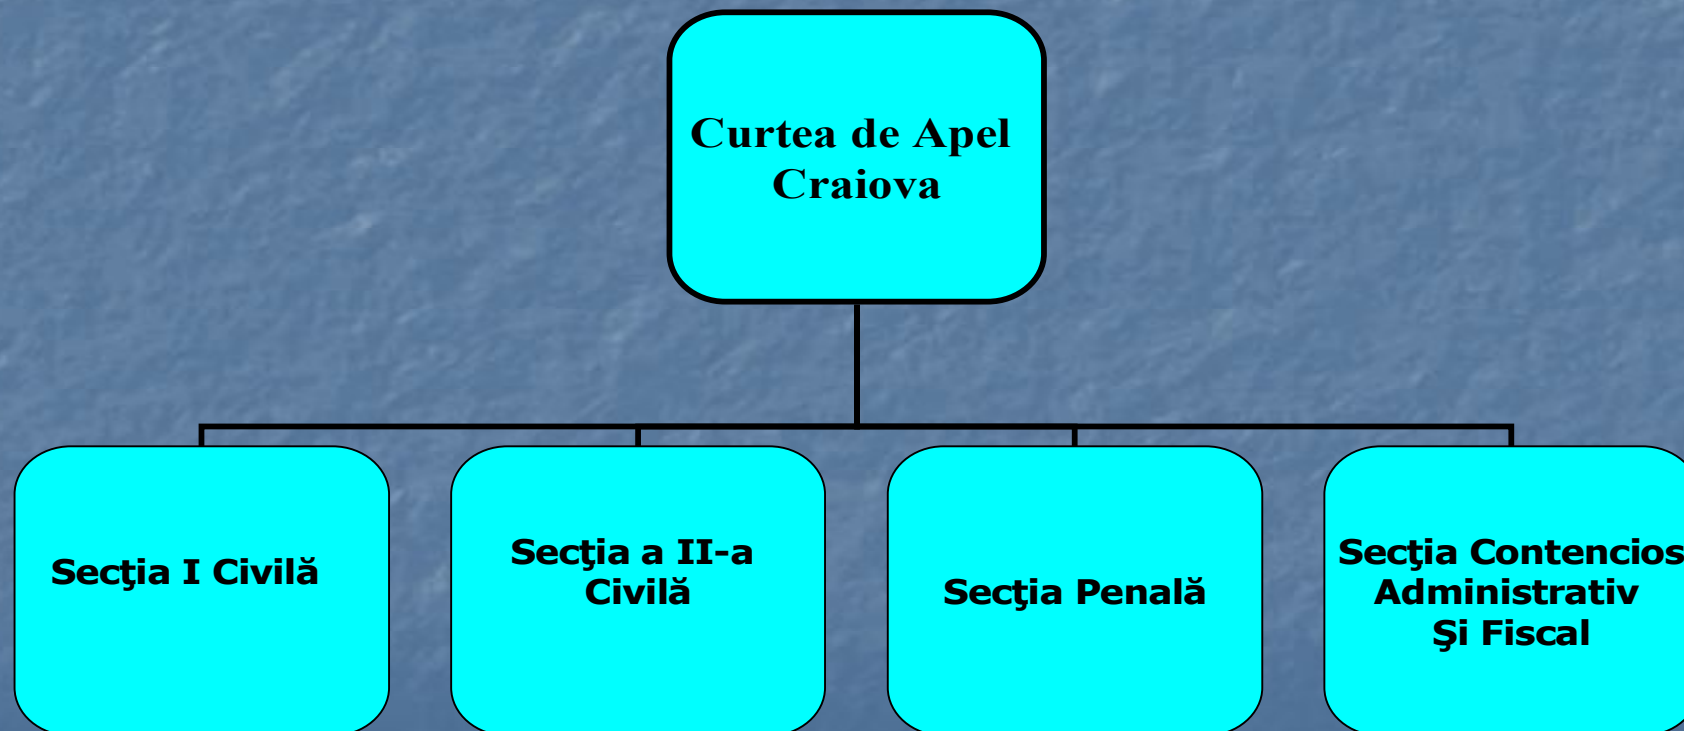 Curtea de Apel
Craiova
Secţia I Civilă
Secţia a II-a
Civilă
Secţia Penală
Secţia Contencios
Administrativ
Şi Fiscal